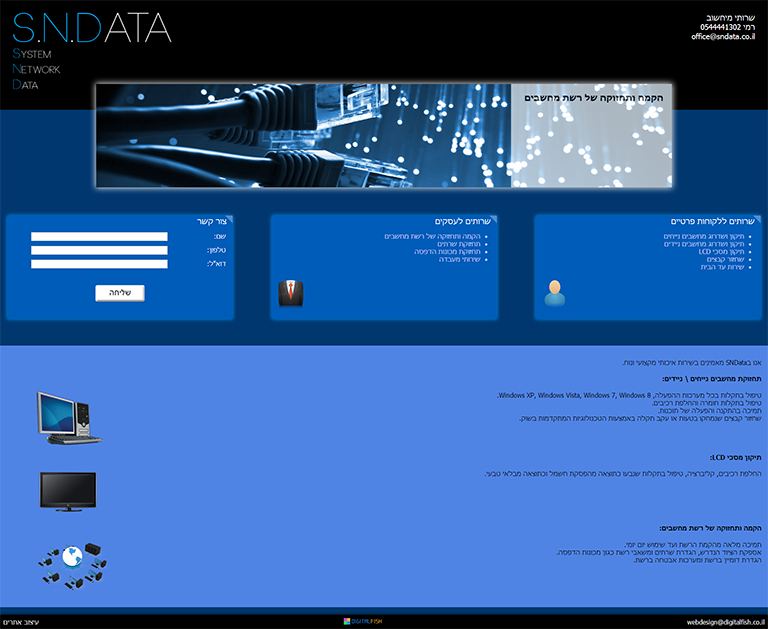 S.N.DATA
SYSTEM
NETWORK
DATA
שרותי מיחשוב
רמי 0544441302
office@sndata.co.il
הקמה ותחזוקה של רשת מחשבים
שרותים ללקוחות פרטיים
תיקון ושדרוג מחשבים נייחים
תיקון ושדרוג מחשבים ניידים
תיקון מסכי LCD
שחזור קבצים
שירות עד הבית
שרותים לעסקים
הקמה ותחזוקה של רשת מחשבים
תחזוקת שרתים
תחזוקת מכונות הדפסה
שירותי מעבדה
צור קשר
שם:
טלפון:
דוא"ל:
שליחה
אנו בSNData מאמינים בשירות איכותי מקצועי ונוח.
תחזוקת מחשבים נייחים \ ניידים:
טיפול בתקלות בכל מערכות ההפעלה, Windows XP, Windows Vista, Windows 7, Windows 8.
טיפול בתקלות חומרה והחלפת רכיבים.
תמיכה בהתקנה והפעלה של תוכנות.
שחזור קבצים שנמחקו בטעות או עקב תקלה באמצעות הטכנולוגיות המתקדמות בשוק.
תיקון מסכי LCD:
החלפת רכיבים, קליברציה, טיפול בתקלות שנבעו כתוצאה מהפסקת חשמל וכתוצאה מבלאי טבעי.
הקמה ותחזוקה של רשת מחשבים:
תמיכה מלאה מהקמת הרשת ועד שימוש יום יומי.
אספקת הציוד הנדרש, הגדרת שרתים ומשאבי רשת כגון מכונות הדפסה.
הגדרת דומיין ברשת ומערכות אבטחה ברשת.
webdesign@digitalfish.co.il
DIGITALFISH
עיצוב אתרים